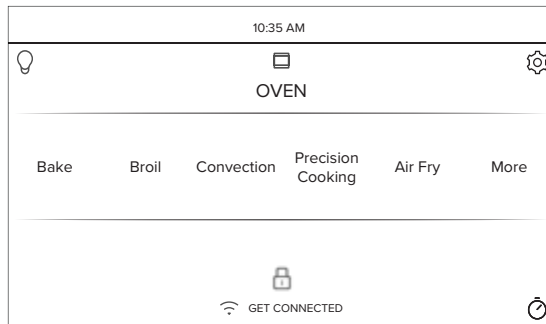 10:35 AM
OVEN
Bake Broil Convection Precision Cooking Air Fry More
GET CONNECTED